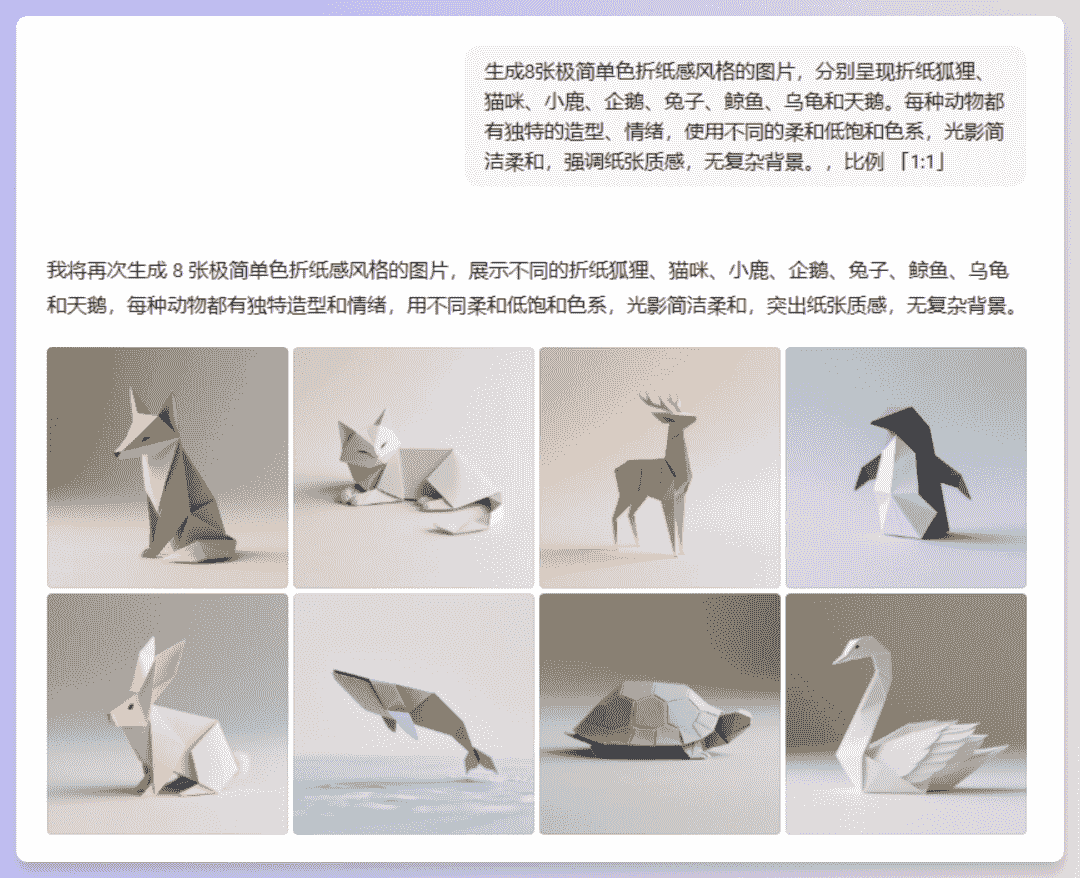 生成8张极简单色折纸感风格的图片，分别呈现折纸狐狸、
猫咪、小鹿、企鹅、兔子、鲸鱼、乌龟和天鹅。每种动物都
有独特的造型、情绪，使用不同的柔和低饱和色系，光影简
洁柔和，强调纸张质感，无复杂背景。，比例 「1:1」
我将再次生成 8 张极简单色折纸感风格的图片，展示不同的折纸狐狸、猫咪、小鹿、企鹅、兔子、鲸鱼、乌龟
和天鹅，每种动物都有独特造型和情绪，用不同柔和低饱和色系，光影简洁柔和，突出纸张质感，无复杂背景。